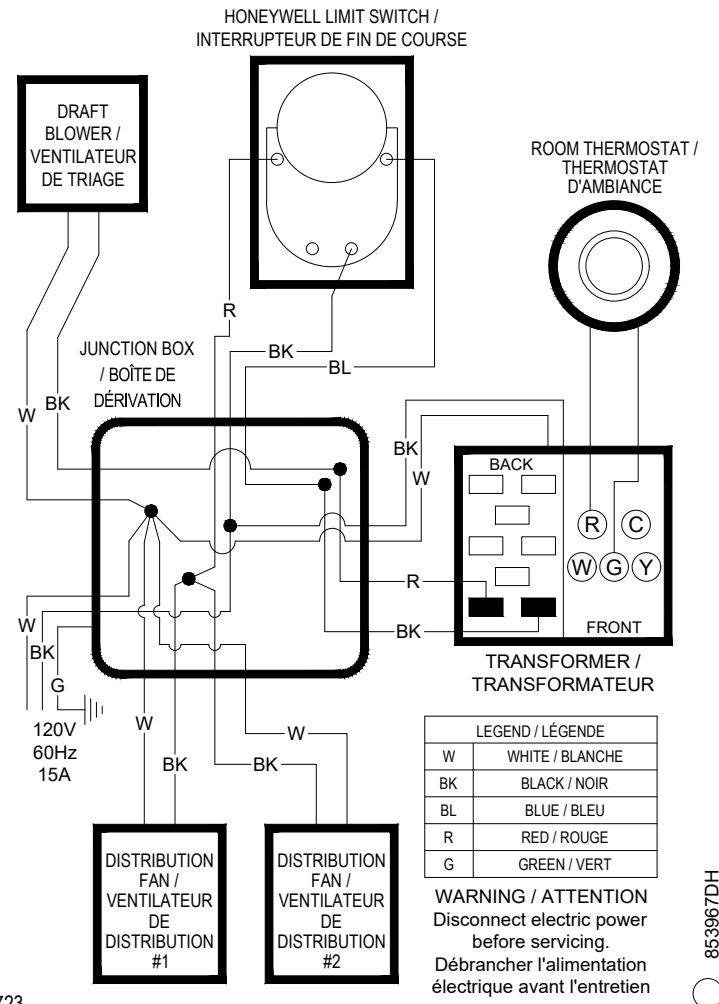 HONEYWELL LIMIT SWITCH /
INTERRUPTEUR DE FIN DE COURSE
DRAFT
BLOWER /
VENTILATEUR
DE TRIAGE
ROOM THERMOSTAT /
THERMOSTAT
D'AMBIANCE
R
BK
BL
JUNCTION BOX
/ BOÎTE DE
DÉRIVATION
W
BK
BK
W
BACK
R
C
W
G
Y
FRONT
R
BK
TRANSFORMER /
TRANSFORMATEUR
W
BK
G
120V
60Hz
15A
W
BK
W
BK
DISTRIBUTION
FAN /
VENTILATEUR
DE
DISTRIBUTION
#1
DISTRIBUTION
FAN /
VENTILATEUR
DE
DISTRIBUTION
#2
LEGEND / LÉGENDE
W WHITE / BLANCHE
BK BLACK / NOIR
BL BLUE / BLEU
R RED / ROUGE
G GREEN / VERT
WARNING / ATTENTION
Disconnect electric power
before servicing.
Débrancher l'alimentation
électrique avant l'entretien
853967DH